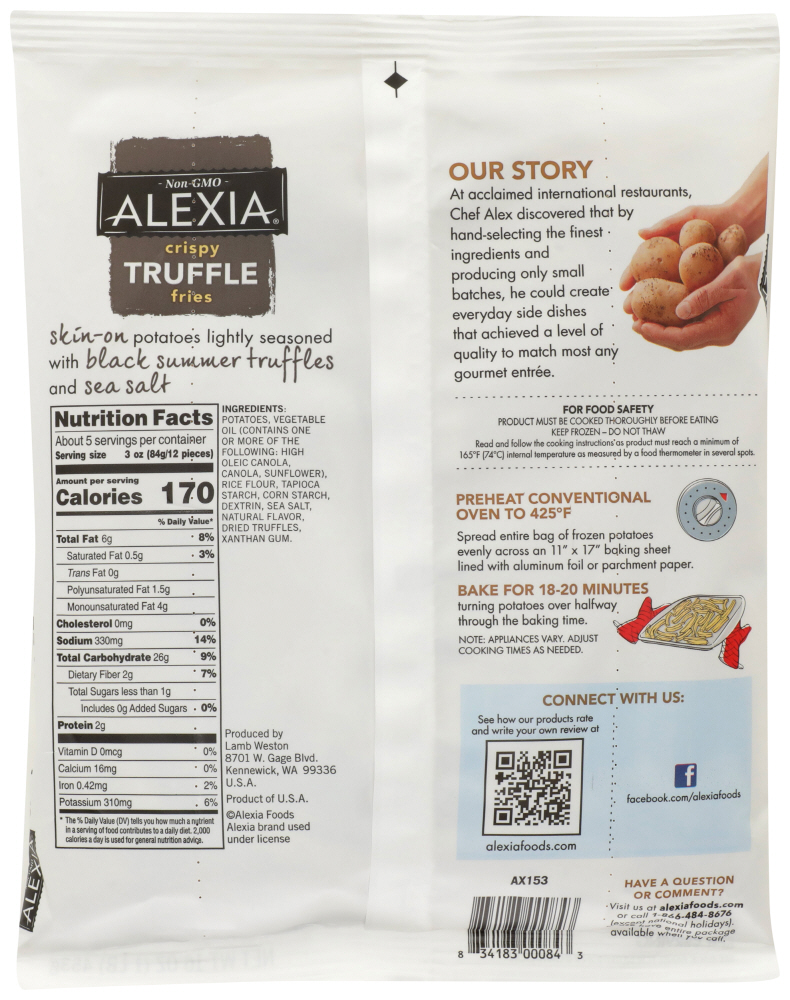 - Non-GMO -
ALEXIA®
crispy
TRUFFLE
fries
skin-on potatoes lightly seasoned
with black summer truffles
and sea salt
Nutrition Facts
About 5 servings per container
Serving size 3 oz (84g/12 pieces)
Amount per serving
Calories 170
% Daily Value*
Total Fat 6g 8%
Saturated Fat 0.5g 3%
Trans Fat 0g
Polyunsaturated Fat 1.5g
Monounsaturated Fat 4g
Cholesterol 0mg 0%
Sodium 330mg 14%
Total Carbohydrate 26g 9%
Dietary Fiber 2g 7%
Total Sugars less than 1g
Includes 0g Added Sugars 0%
Protein 2g
Vitamin D 0mcg 0%
Calcium 16mg 0%
Iron 0.42mg 2%
Potassium 310mg 6%
* The % Daily Value (DV) tells you how much a nutrient
in a serving of food contributes to a daily diet. 2,000
calories a day is used for general nutrition advice.
INGREDIENTS:
POTATOES, VEGETABLE
OIL (CONTAINS ONE
OR MORE OF THE
FOLLOWING: HIGH
OLEIC CANOLA,
CANOLA, SUNFLOWER),
RICE FLOUR, TAPIOCA
STARCH, CORN STARCH,
DEXTRIN, SEA SALT,
NATURAL FLAVOR,
DRIED TRUFFLES,
XANTHAN GUM.
Produced by
Lamb Weston
8701 W. Gage Blvd.
Kennewick, WA 99336
U.S.A.
Product of U.S.A.
©Alexia Foods
Alexia brand used
under license
ALEXIA
OUR STORY
At acclaimed international restaurants,
Chef Alex discovered that by
hand-selecting the finest
ingredients and
producing only small
batches, he could create
everyday side dishes
that achieved a level of
quality to match most any
gourmet entrée.
FOR FOOD SAFETY
PRODUCT MUST BE COOKED THOROUGHLY BEFORE EATING
KEEP FROZEN – DO NOT THAW
Read and follow the cooking instructions as product must reach a minimum of
165°F (74°C) internal temperature as measured by a food thermometer in several spots.
PREHEAT CONVENTIONAL
OVEN TO 425°F
Spread entire bag of frozen potatoes
evenly across an 11" x 17" baking sheet
lined with aluminum foil or parchment paper.
BAKE FOR 18-20 MINUTES
turning potatoes over halfway
through the baking time.
NOTE: APPLIANCES VARY. ADJUST
COOKING TIMES AS NEEDED.
CONNECT WITH US:
See how our products rate
and write your own review at
alexiafoods.com
f
facebook.com/alexiafoods
AX153
8 34183 00084 3
HAVE A QUESTION
OR COMMENT?
Visit us at alexiafoods.com
or call 1-866-484-8676
(except national holidays).
have entire package
available when you call.